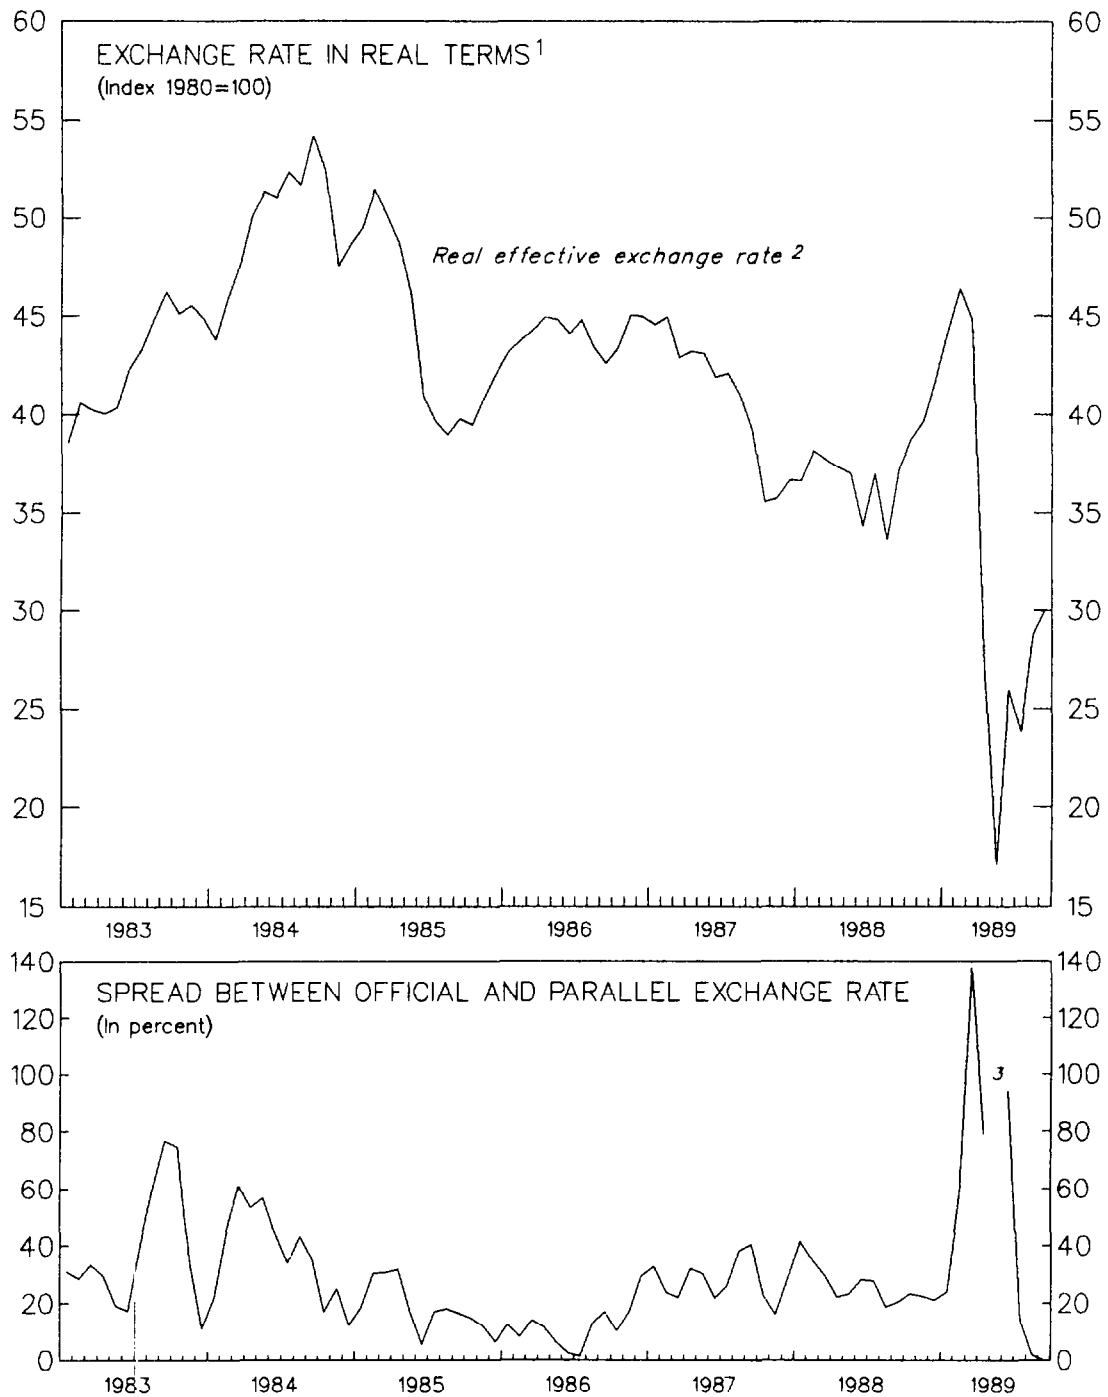 60 60
EXCHANGE RATE IN REAL TERMS 1
(Index 1980=100)
55 55
50 50
Real effective exchange rate 2
45 45
40 40
35 35
30 30
25 25
20 20
15 15
1983 1984 1985 1986 1987 1988 1989
140 140
SPREAD BETWEEN OFFICIAL AND PARALLEL EXCHANGE RATE
(In percent)
120 120
100 3 100
80 80
60 60
40 40
20 20
0 0
1983 1984 1985 1986 1987 1988 1989